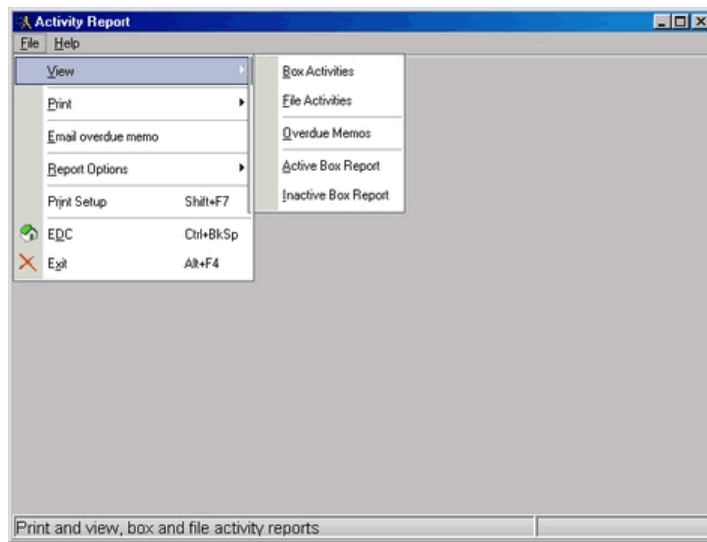 Activity Report
File Help
View
Print
Email overdue memo
Report Options
Print Setup Shift+F7
EDC Ctrl+BkSp
Exit Alt+F4
Box Activities
File Activities
Overdue Memos
Active Box Report
Inactive Box Report
Print and view, box and file activity reports